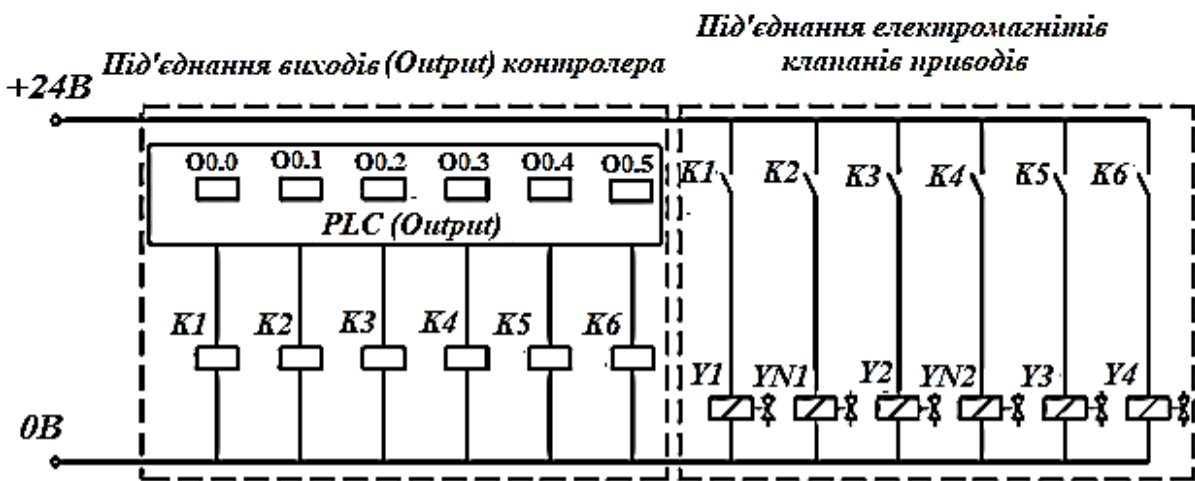 Під'єднання виходів (Output) контролера
Під'єднання електромагнітів
клапанів приводів
+24В
O0.0 O0.1 O0.2 O0.3 O0.4 O0.5
PLC (Output)
K1 K2 K3 K4 K5 K6
K1 K2 K3 K4 K5 K6
Y1 YN1 Y2 YN2 Y3 Y4
0В